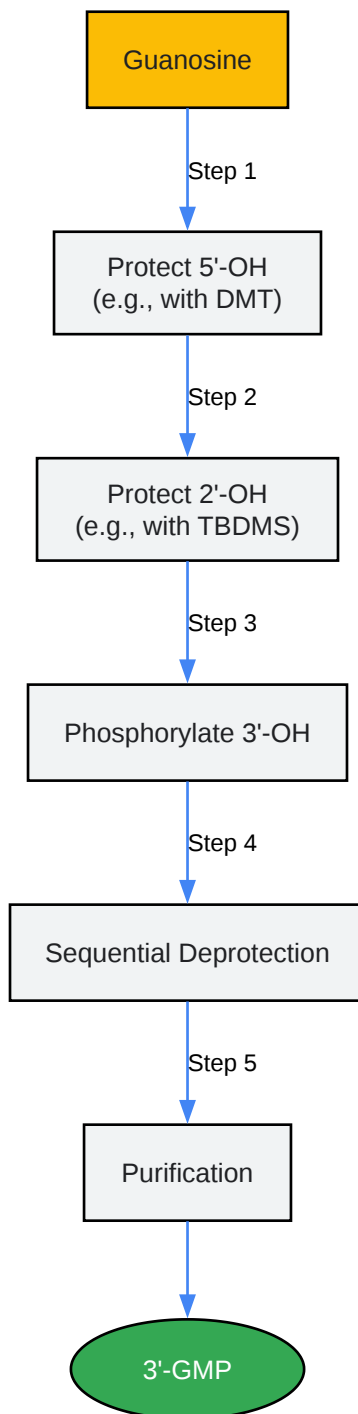 Guanosine
Step 1
Protect 5'-OH
(e.g., with DMT)
Step 2
Protect 2'-OH
(e.g., with TBDMS)
Step 3
Phosphorylate 3'-OH
Step 4
Sequential Deprotection
Step 5
Purification
3'-GMP